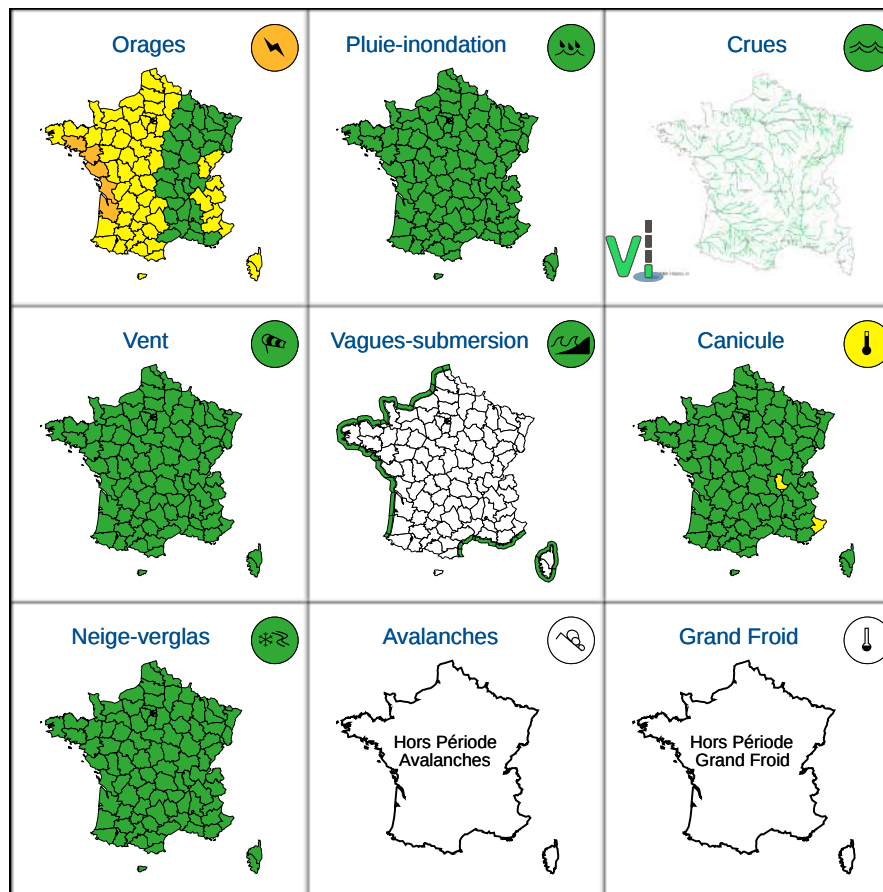 Orages
Pluie-inondation
Crues
Vent
Vagues-submersion
Canicule
Neige-verglas
Avalanches
Hors Période
Avalanches
Grand Froid
Hors Période
Grand Froid